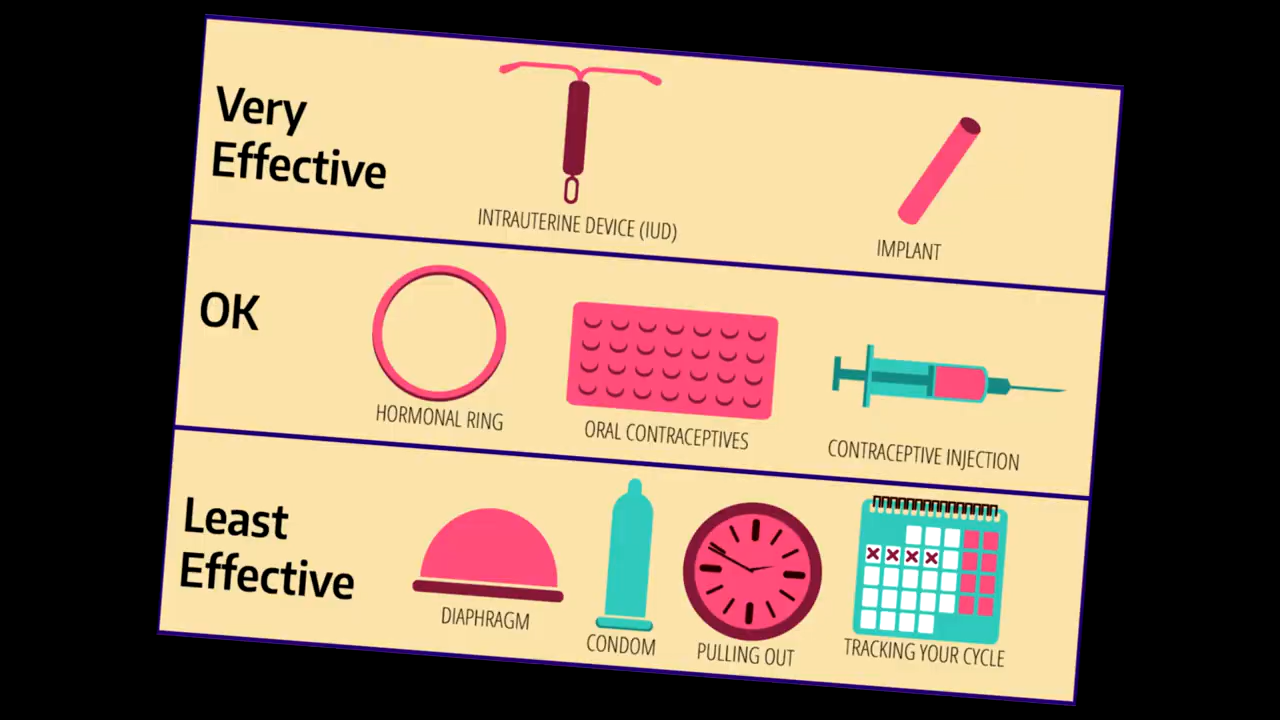 Very
Effective
INTRAUTERINE DEVICE (IUD)
IMPLANT
OK
HORMONAL RING
ORAL CONTRACEPTIVES
CONTRACEPTIVE INJECTION
Least
Effective
DIAPHRAGM
CONDOM
PULLING OUT
TRACKING YOUR CYCLE